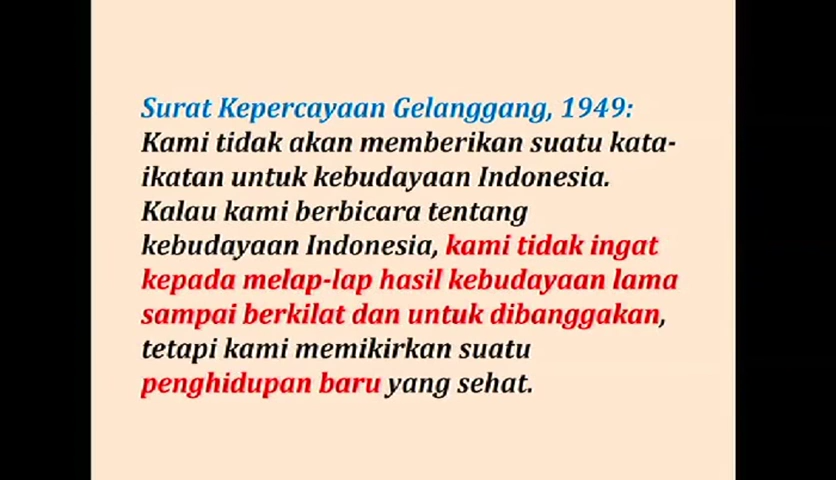 Surat Kepercayaan Gelanggang, 1949:
Kami tidak akan memberikan suatu kata-
ikatan untuk kebudayaan Indonesia.
Kalau kami berbicara tentang
kebudayaan Indonesia, kami tidak ingat
kepada melap-lap hasil kebudayaan lama
sampai berkilat dan untuk dibanggakan,
tetapi kami memikirkan suatu
penghidupan baru yang sehat.